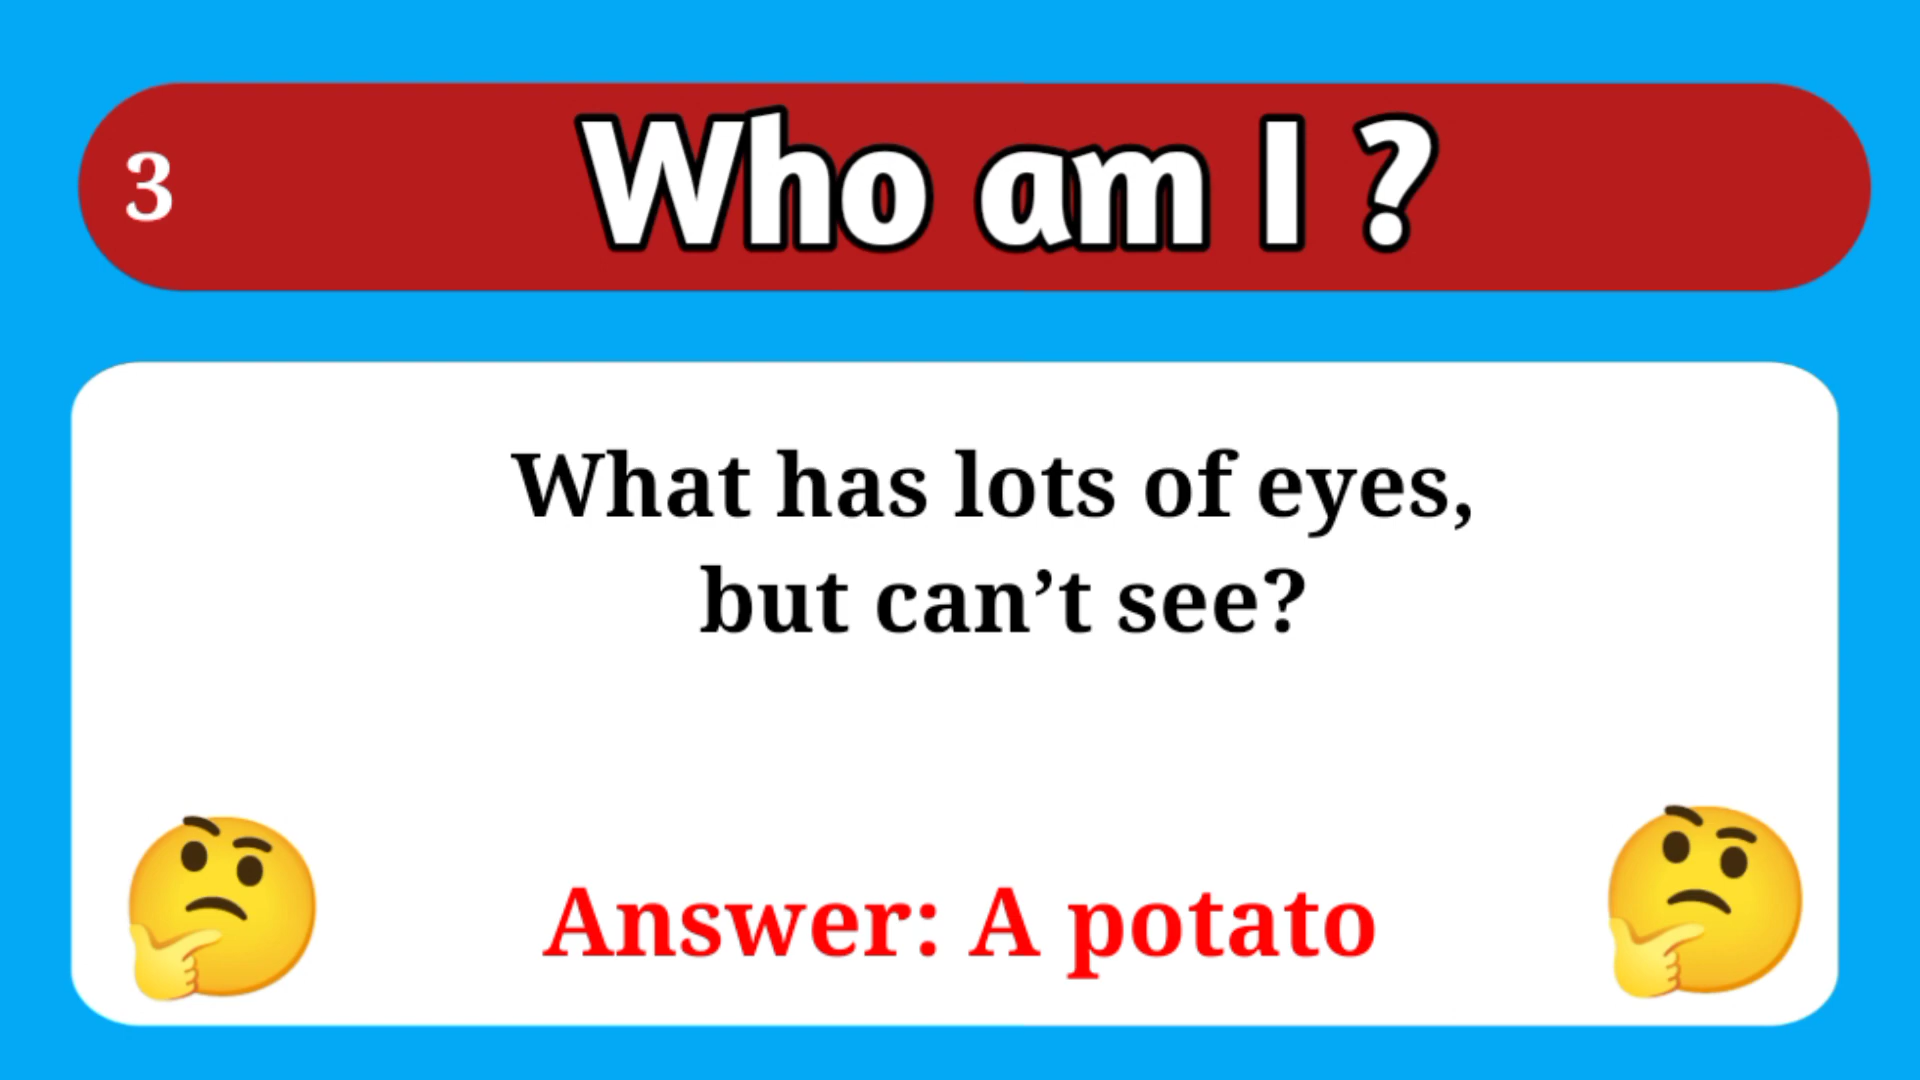 3
Who am I ?
What has lots of eyes,
but can’t see?
Answer: A potato